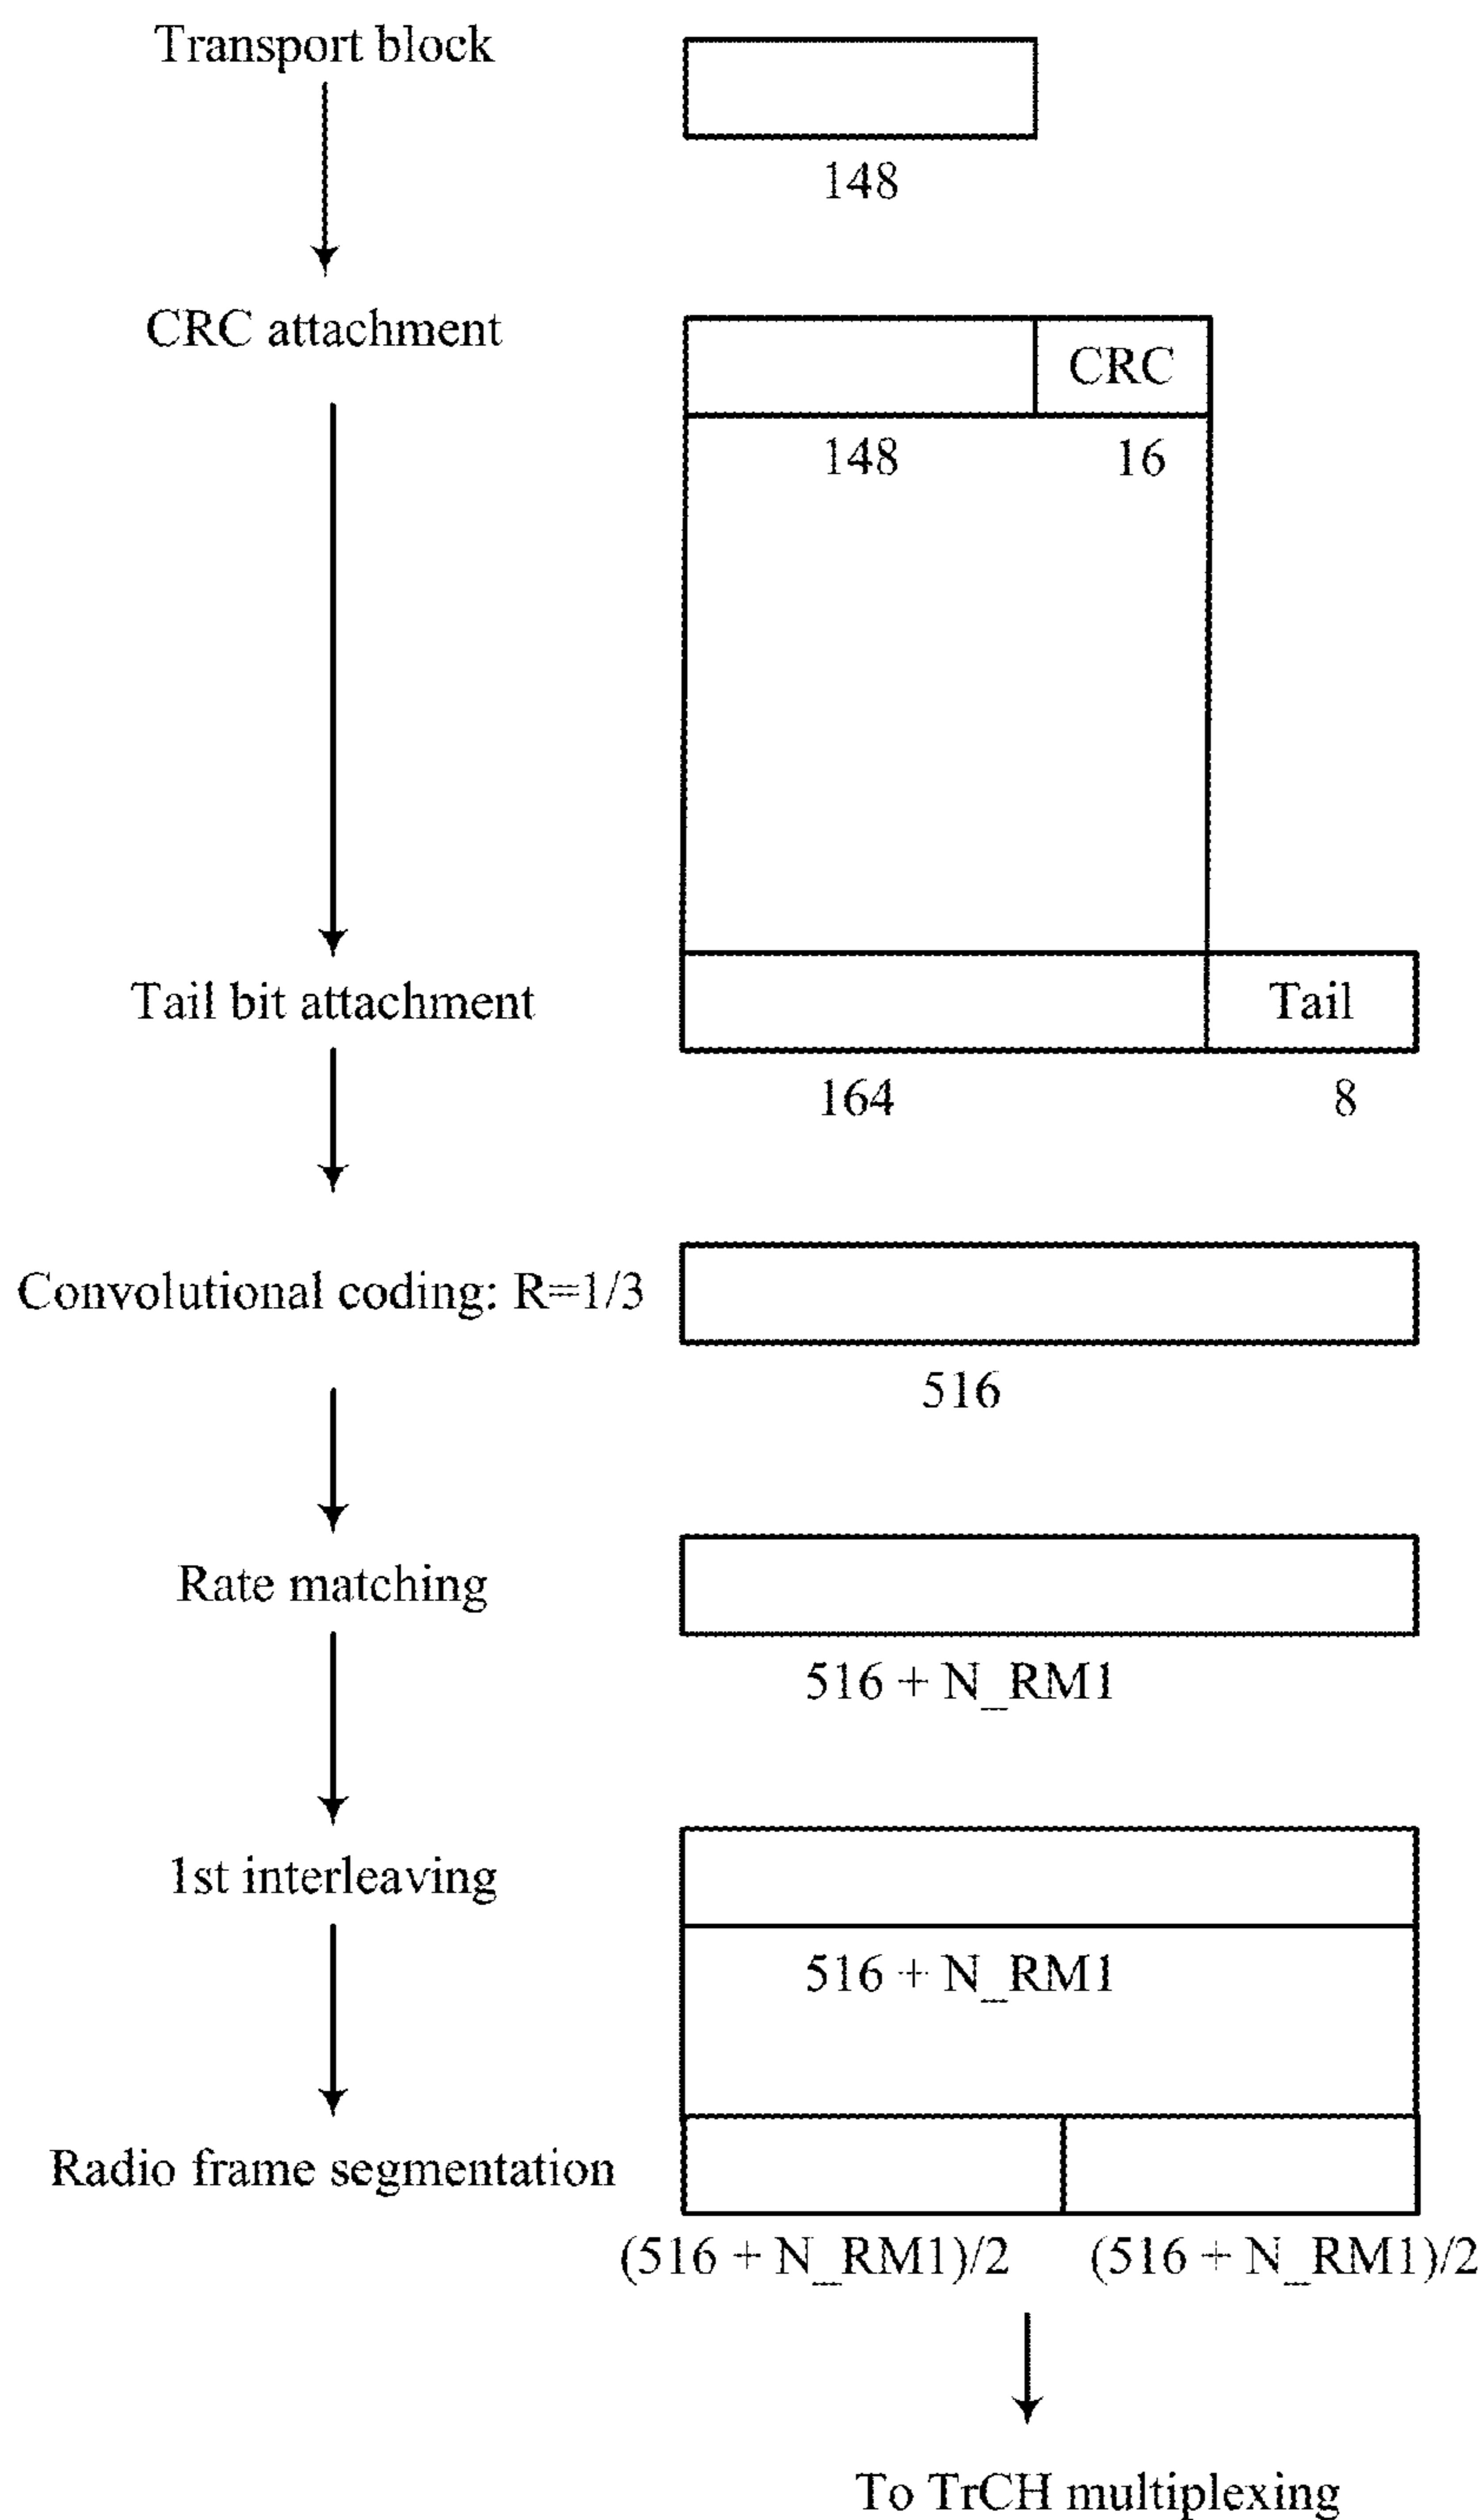 Transport block
148
CRC attachment
CRC
148 16
Tail bit attachment
Tail
164 8
Convolutional coding: R=1/3
516
Rate matching
516 + N_RM1
1st interleaving
516 + N_RM1
Radio frame segmentation
(516 + N_RM1)/2 (516 + N_RM1)/2
To TrCH multiplexing